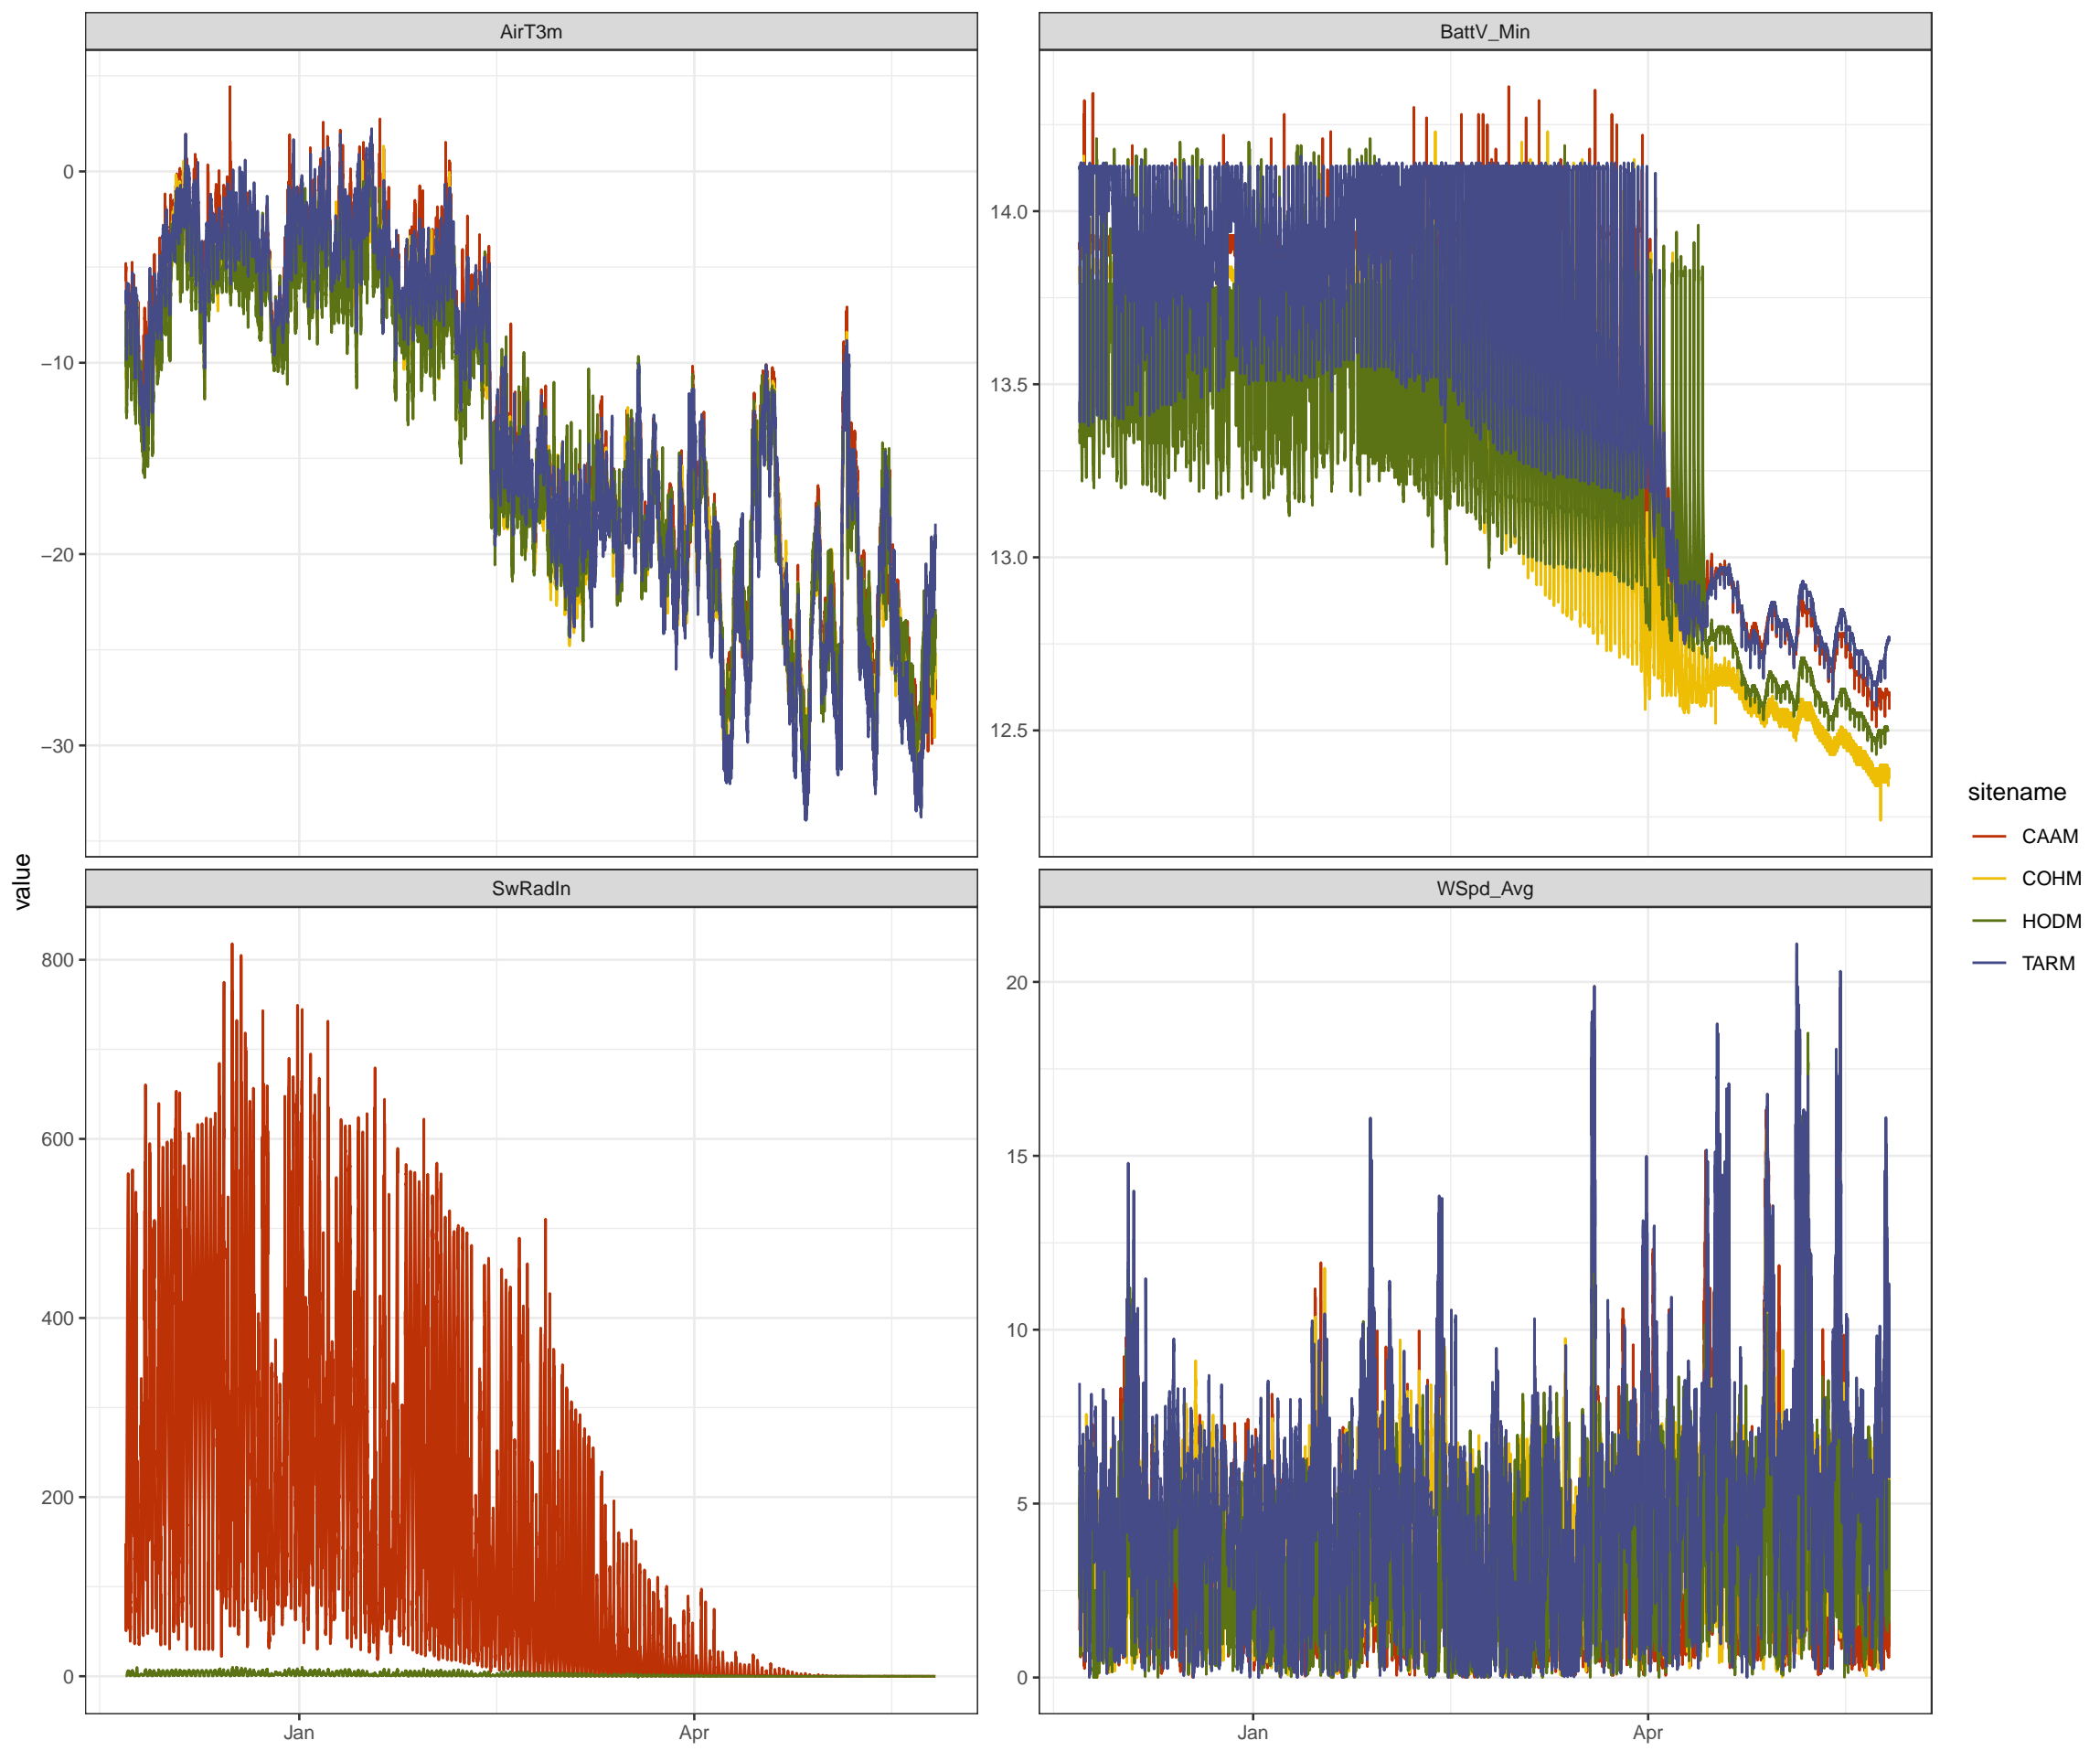 AirT3m
BattV_Min
0
−10
−20
−30
14.0
13.5
13.0
12.5
value
SwRadIn
WSpd_Avg
800
600
400
200
0
20
15
10
5
0
Jan
Apr
Jan
Apr
sitename
CAAM
COHM
HODM
TARM